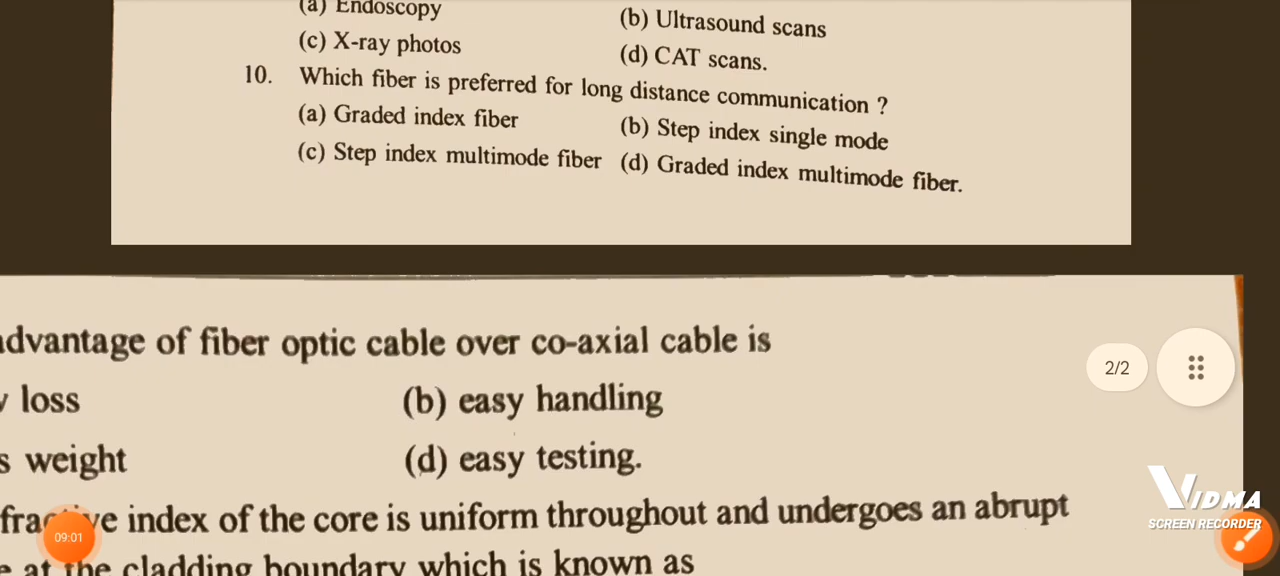 (a) Endoscopy (b) Ultrasound scans
(c) X-ray photos (d) CAT scans.
10. Which fiber is preferred for long distance communication ?
(a) Graded index fiber (b) Step index single mode
(c) Step index multimode fiber (d) Graded index multimode fiber.
advantage of fiber optic cable over co-axial cable is
loss (b) easy handling
2/2
weight (d) easy testing.
index of the core is uniform throughout and undergoes an abrupt
at the cladding boundary which is known as
09:01
VIDMA
SCREEN RECORDER